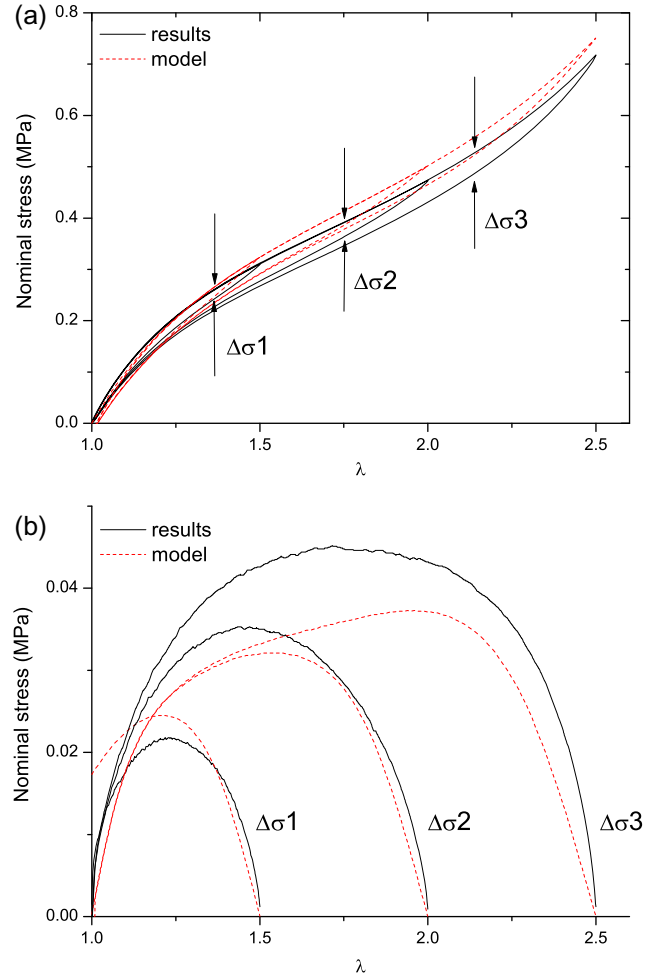 (a)
0.8
results
model
0.6
Nominal stress (MPa)
0.4
Δσ3
Δσ2
0.2
Δσ1
0.0
1.0 1.5 2.0 2.5
λ
(b)
results
model
0.04
Nominal stress (MPa)
0.02
Δσ1 Δσ2 Δσ3
0.00
1.0 1.5 2.0 2.5
λ